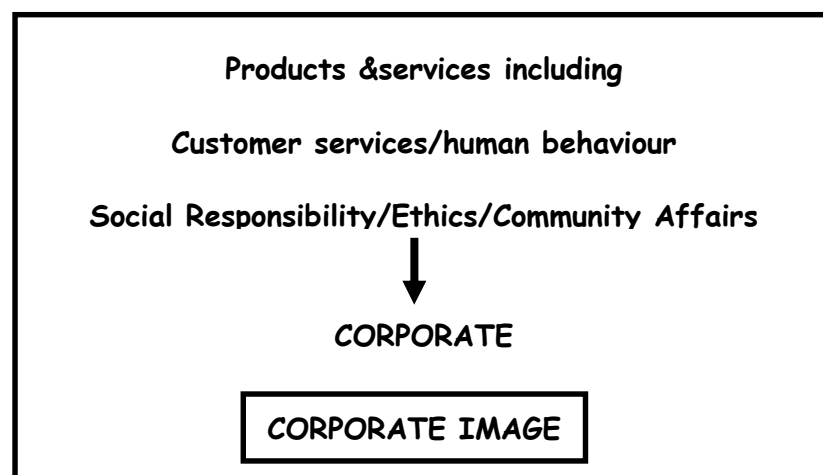 Products &services including
Customer services/human behaviour
Social Responsibility/Ethics/Community Affairs
CORPORATE
CORPORATE IMAGE